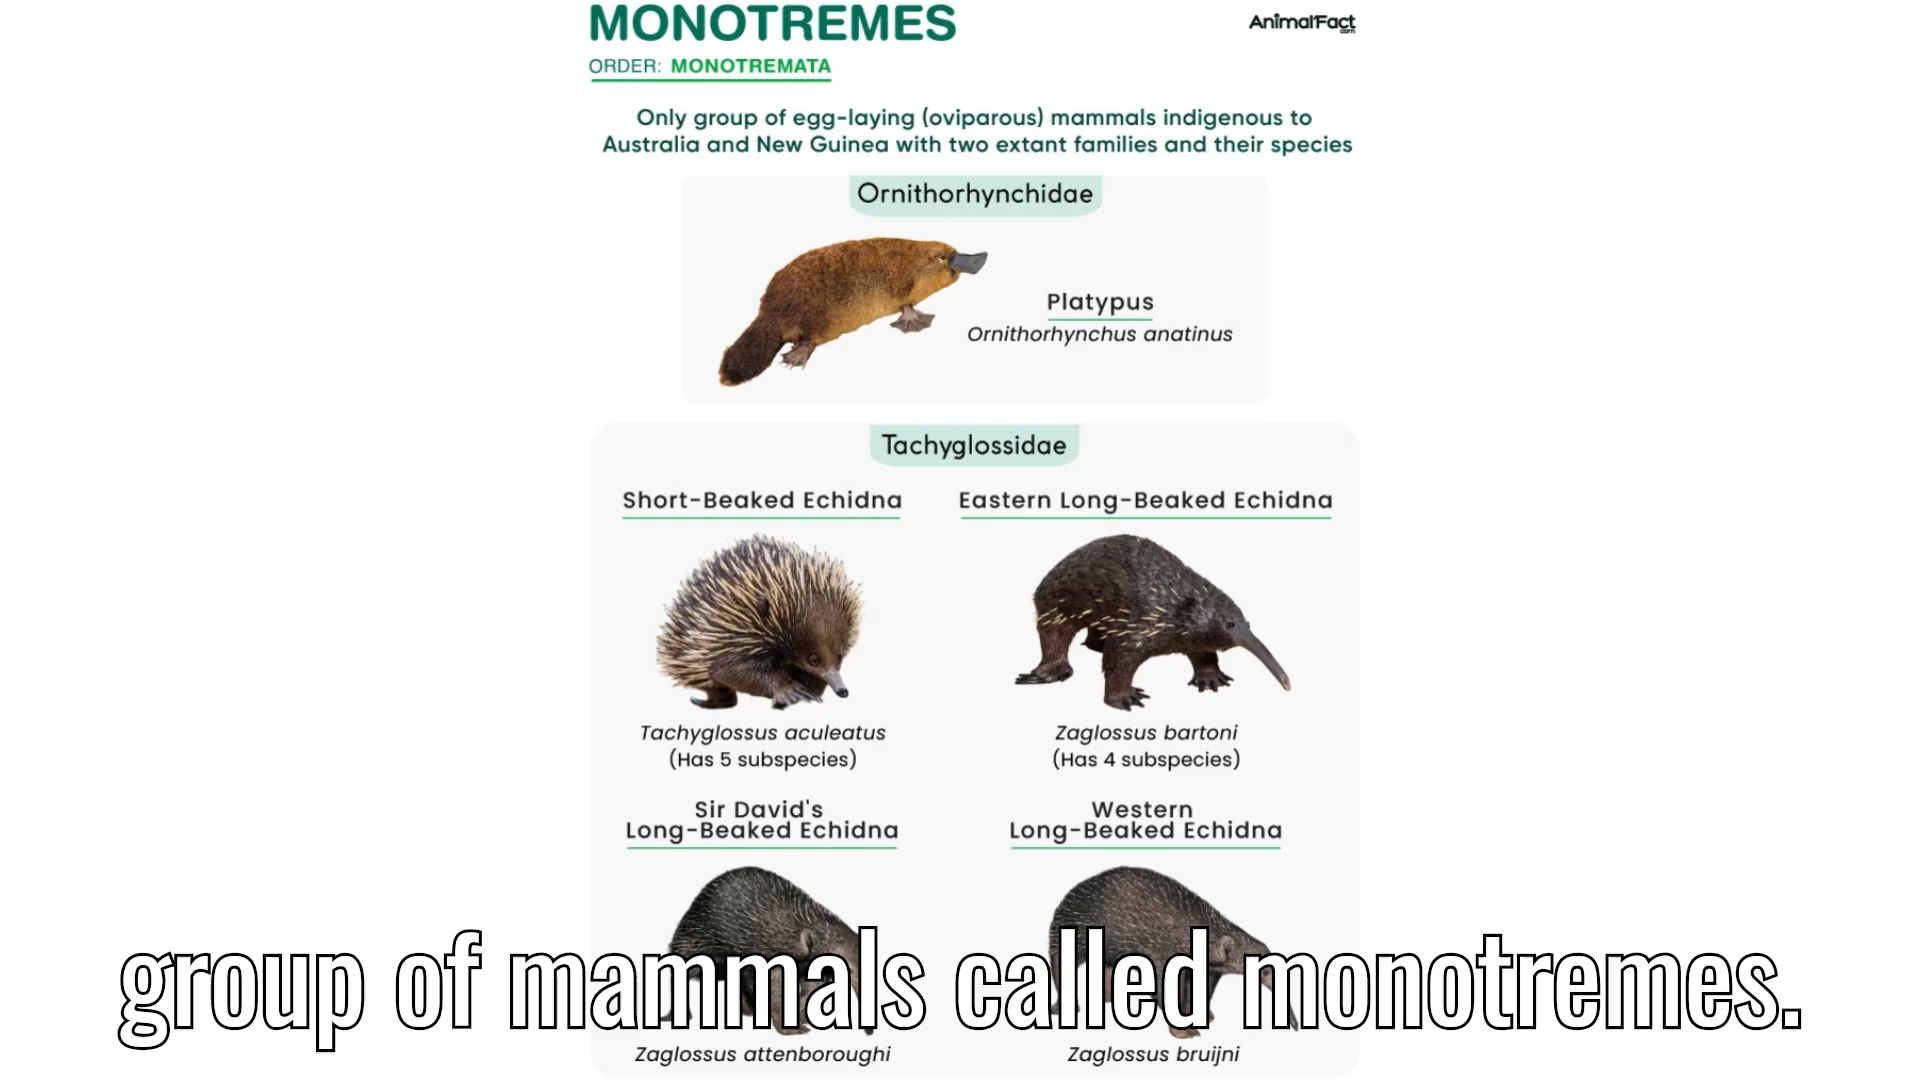 MONOTREMES
AnimalFact
.com
ORDER: MONOTREMATA
Only group of egg-laying (oviparous) mammals indigenous to
Australia and New Guinea with two extant families and their species
Ornithorhynchidae
Platypus
Ornithorhynchus anatinus
Tachyglossidae
Short-Beaked Echidna
Eastern Long-Beaked Echidna
Tachyglossus aculeatus
(Has 5 subspecies)
Zaglossus bartoni
(Has 4 subspecies)
Sir David's
Long-Beaked Echidna
Western
Long-Beaked Echidna
group of mammals called monotremes.
Zaglossus attenboroughi
Zaglossus bruijni